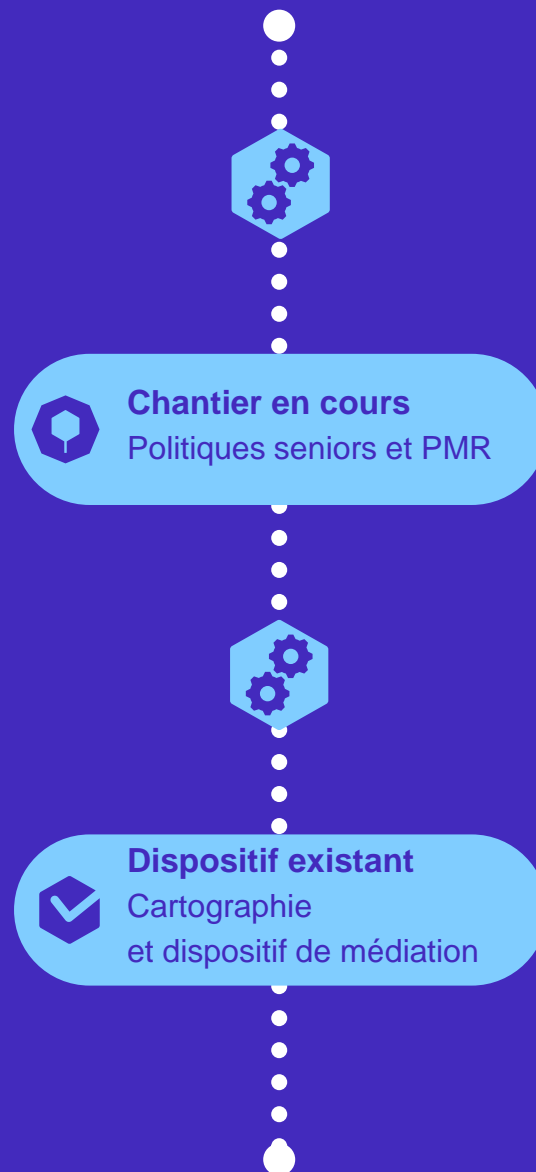 Chantier en cours
Politiques seniors et PMR
Dispositif existant
Cartographie
et dispositif de médiation